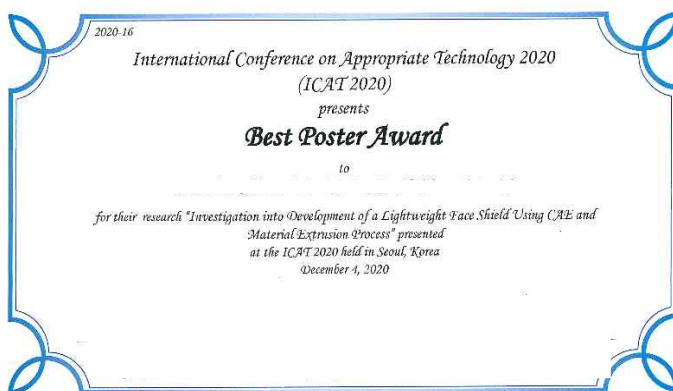 2020-16
International Conference on Appropriate Technology 2020
(ICAT 2020)
presents
Best Poster Award
to
for their research "Investigation into Development of a Lightweight Face Shield Using CAE and
Material Extrusion Process" presented
at the ICAT 2020 held in Seoul, Korea
December 4, 2020